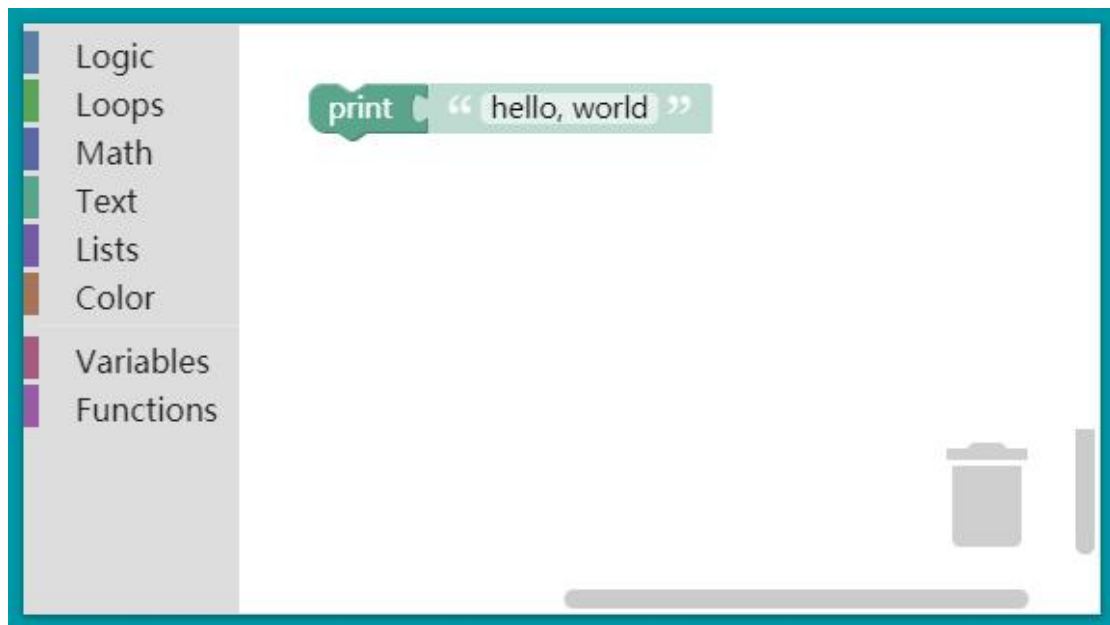 Logic
Loops
Math
Text
Lists
Color
Variables
Functions
print “ hello, world ”